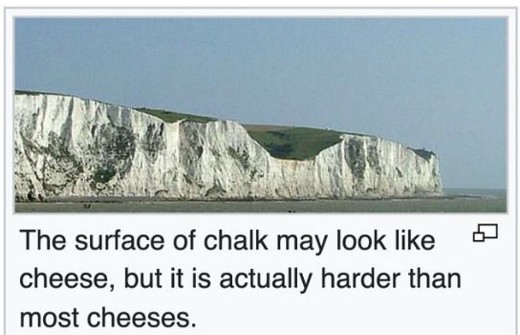 The surface of chalk may look like
cheese, but it is actually harder than
most cheeses.